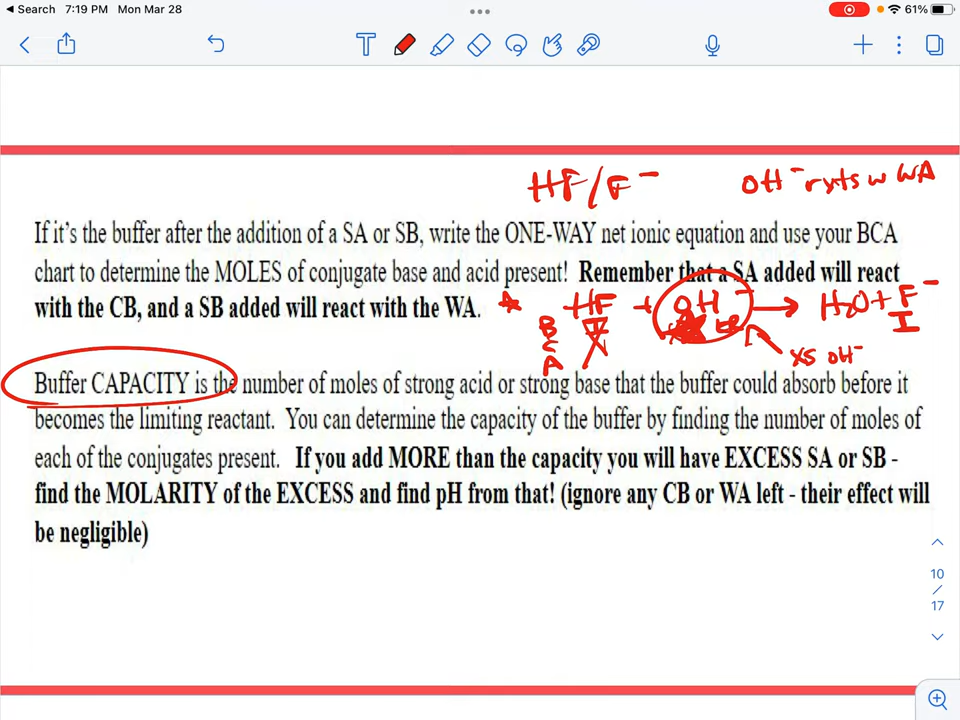 Search 7:19 PM Mon Mar 28 61%
T
HF/F⁻ OH⁻ rxts w WA
If it's the buffer after the addition of a SA or SB, write the ONE-WAY net ionic equation and use your BCA
chart to determine the MOLES of conjugate base and acid present! Remember that a SA added will react
with the CB, and a SB added will react with the WA.
HF + OH⁻ → H₂O + F⁻
B
C
A
I
XS OH⁻
Buffer CAPACITY is the number of moles of strong acid or strong base that the buffer could absorb before it
becomes the limiting reactant. You can determine the capacity of the buffer by finding the number of moles of
each of the conjugates present. If you add MORE than the capacity you will have EXCESS SA or SB -
find the MOLARITY of the EXCESS and find pH from that! (ignore any CB or WA left - their effect will
be negligible)
10
/
17